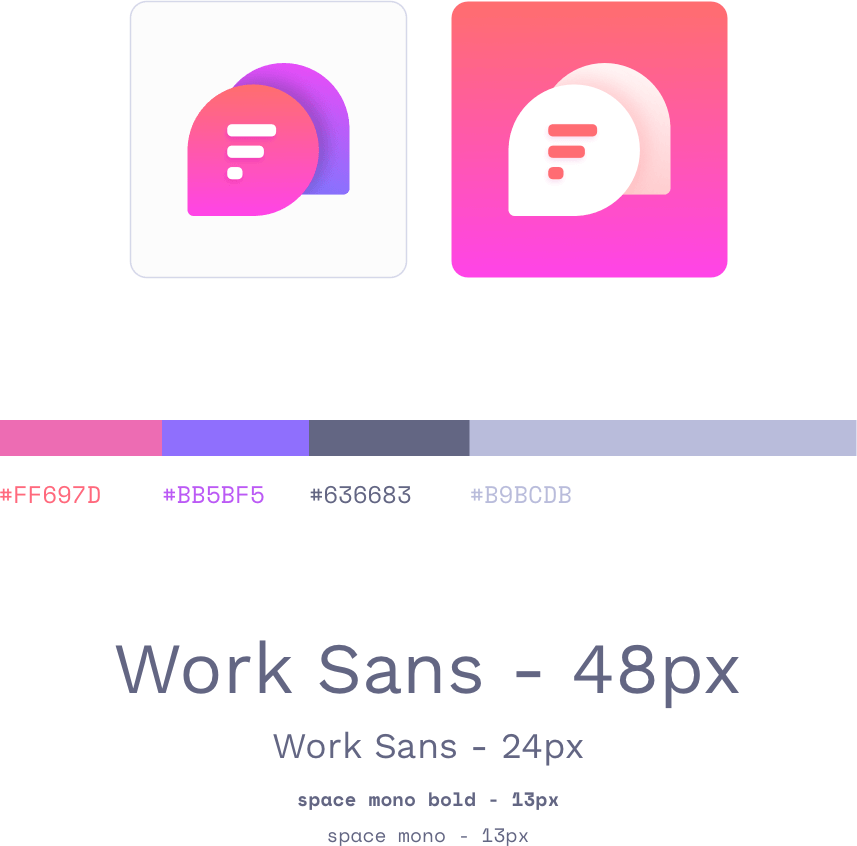 #FF697D #BB5BF5 #636683 #B9BCDB
Work Sans - 48px
Work Sans - 24px
space mono bold - 13px
space mono - 13px